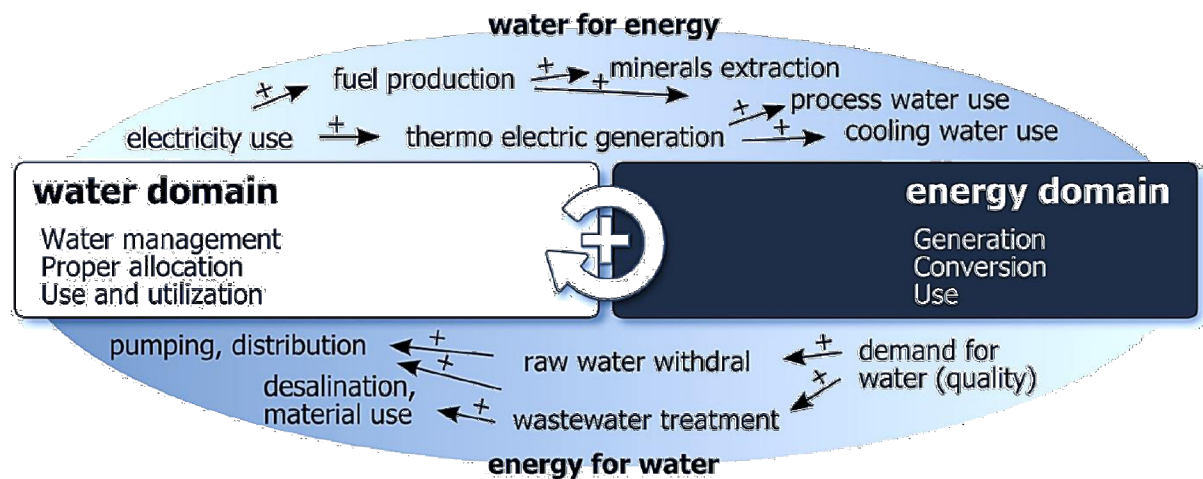 water for energy
fuel production + minerals extraction
+ +
process water use
+
electricity use + thermo electric generation + cooling water use
water domain
Water management
Proper allocation
Use and utilization
+
energy domain
Generation
Conversion
Use
pumping, distribution + raw water withdral + demand for
water (quality)
+ +
desalination,
material use + wastewater treatment
energy for water